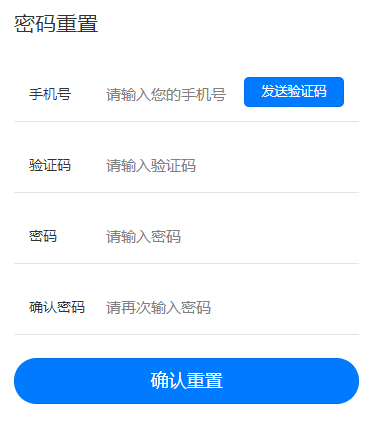 密码重置
手机号 请输入您的手机号 发送验证码
验证码 请输入验证码
密码 请输入密码
确认密码 请再次输入密码
确认重置